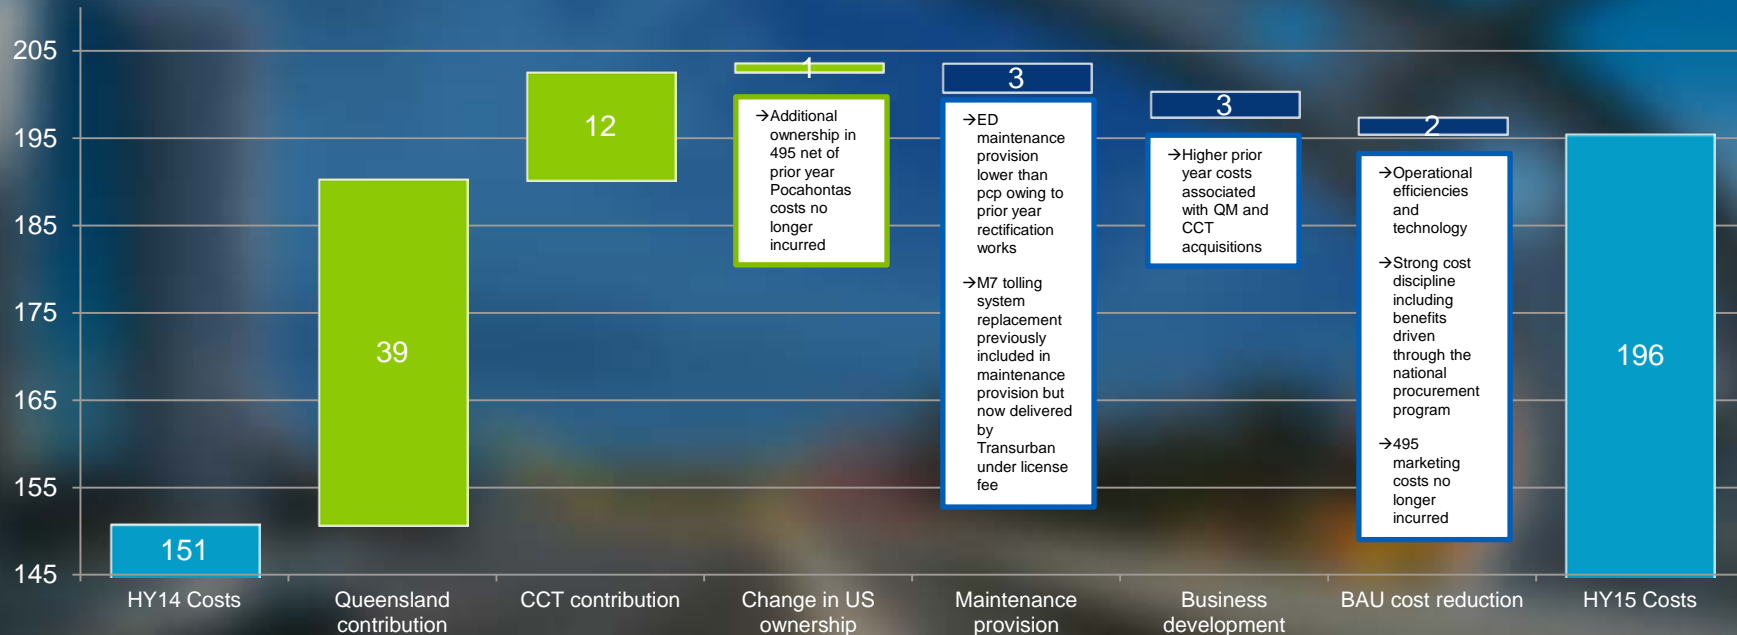 205
195
185
175
165
155
145
151
39
12
1
→Additional
ownership in
495 net of
prior year
Pocahontas
costs no
longer
incurred
3
→ED
maintenance
provision
lower than
pcp owing to
prior year
rectification
works
→M7 tolling
system
replacement
previously
included in
maintenance
provision but
now delivered
by
Transurban
under license
fee
3
→Higher prior
year costs
associated
with QM and
CCT
acquisitions
2
→Operational
efficiencies
and
technology
→Strong cost
discipline
including
benefits
driven
through the
national
procurement
program
→495
marketing
costs no
longer
incurred
196
HY14 Costs
Queensland
contribution
CCT contribution
Change in US
ownership
Maintenance
provision
Business
development
BAU cost reduction
HY15 Costs